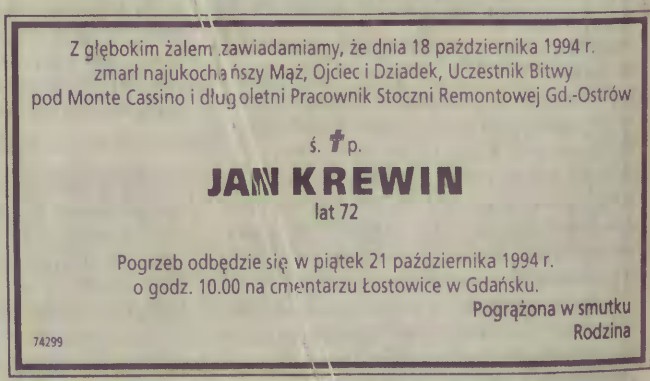 Z głębokim żalem zawiadamiamy, że dnia 18 października 1994 r.
zmarł najukochańszy Mąż, Ojciec i Dziadek, Uczestnik Bitwy
pod Monte Cassino i długoletni Pracownik Stoczni Remontowej Gd.-Ostrów
ś. † p.
JAN KREWIN
lat 72
Pogrzeb odbędzie się w piątek 21 października 1994 r.
o godz. 10.00 na cmentarzu Łostowice w Gdańsku.
Pogrążona w smutku
Rodzina
74299